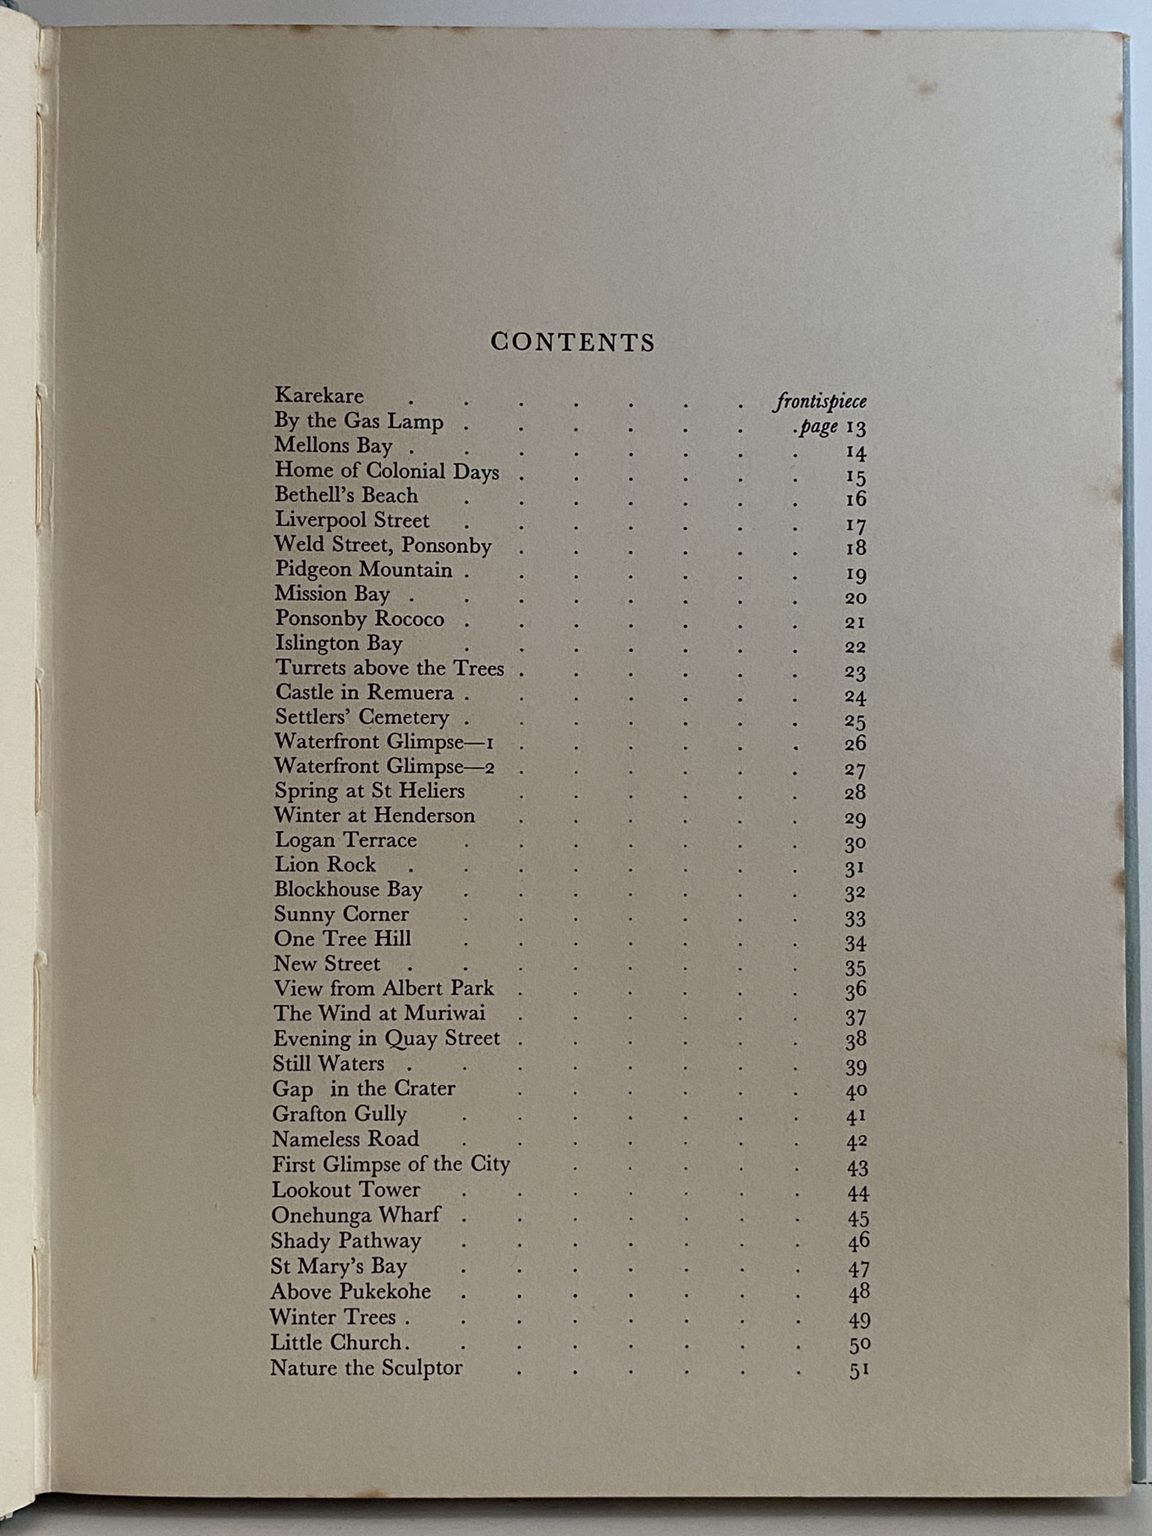 CONTENTS
Karekare . . . . . . . frontispiece
By the Gas Lamp . . . . . . .page 13
Mellons Bay . . . . . . . . 14
Home of Colonial Days . . . . . . 15
Bethell's Beach . . . . . . . 16
Liverpool Street . . . . . . . 17
Weld Street, Ponsonby . . . . . . 18
Pidgeon Mountain . . . . . . . 19
Mission Bay . . . . . . . . 20
Ponsonby Rococo . . . . . . . 21
Islington Bay . . . . . . . 22
Turrets above the Trees . . . . . . 23
Castle in Remuera . . . . . . . 24
Settlers' Cemetery . . . . . . . 25
Waterfront Glimpse—1 . . . . . . 26
Waterfront Glimpse—2 . . . . . . 27
Spring at St Heliers . . . . . . 28
Winter at Henderson . . . . . . 29
Logan Terrace . . . . . . . 30
Lion Rock . . . . . . . . 31
Blockhouse Bay . . . . . . . 32
Sunny Corner . . . . . . . 33
One Tree Hill . . . . . . . 34
New Street . . . . . . . . 35
View from Albert Park . . . . . . 36
The Wind at Muriwai . . . . . . 37
Evening in Quay Street . . . . . . 38
Still Waters . . . . . . . . 39
Gap in the Crater . . . . . . 40
Grafton Gully . . . . . . . 41
Nameless Road . . . . . . . 42
First Glimpse of the City . . . . . 43
Lookout Tower . . . . . . . 44
Onehunga Wharf . . . . . . . 45
Shady Pathway . . . . . . . 46
St Mary's Bay . . . . . . . 47
Above Pukekohe . . . . . . . 48
Winter Trees . . . . . . . . 49
Little Church . . . . . . . . 50
Nature the Sculptor . . . . . . 51